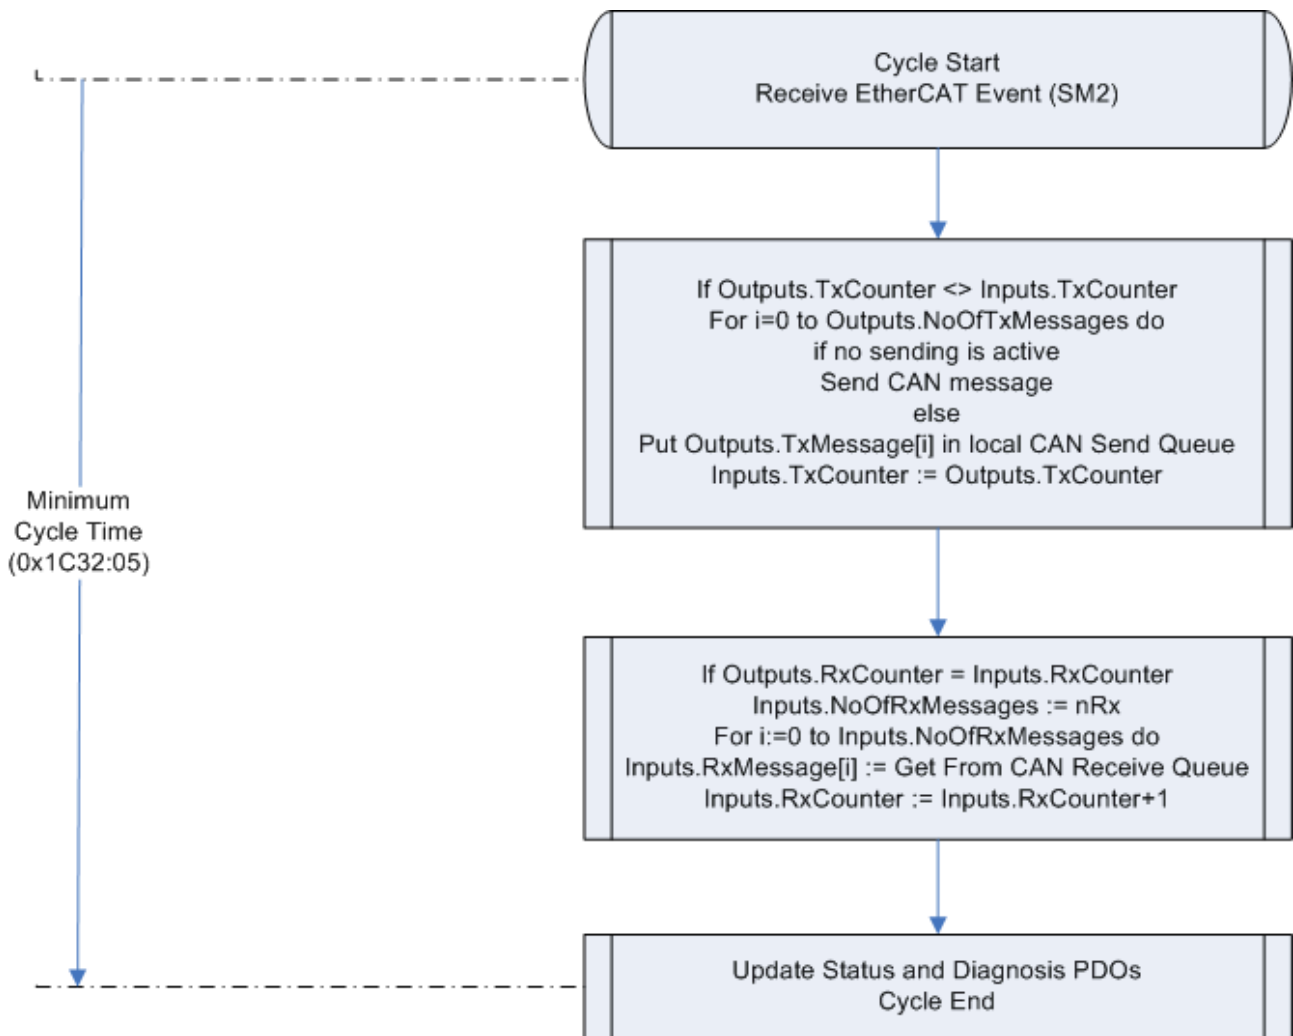 Cycle Start
Receive EtherCAT Event (SM2)
If Outputs.TxCounter <> Inputs.TxCounter
For i=0 to Outputs.NoOfTxMessages do
if no sending is active
Send CAN message
else
Put Outputs.TxMessage[i] in local CAN Send Queue
Inputs.TxCounter := Outputs.TxCounter
Minimum
Cycle Time
(0x1C32:05)
If Outputs.RxCounter = Inputs.RxCounter
Inputs.NoOfRxMessages := nRx
For i:=0 to Inputs.NoOfRxMessages do
Inputs.RxMessage[i] := Get From CAN Receive Queue
Inputs.RxCounter := Inputs.RxCounter+1
Update Status and Diagnosis PDOs
Cycle End